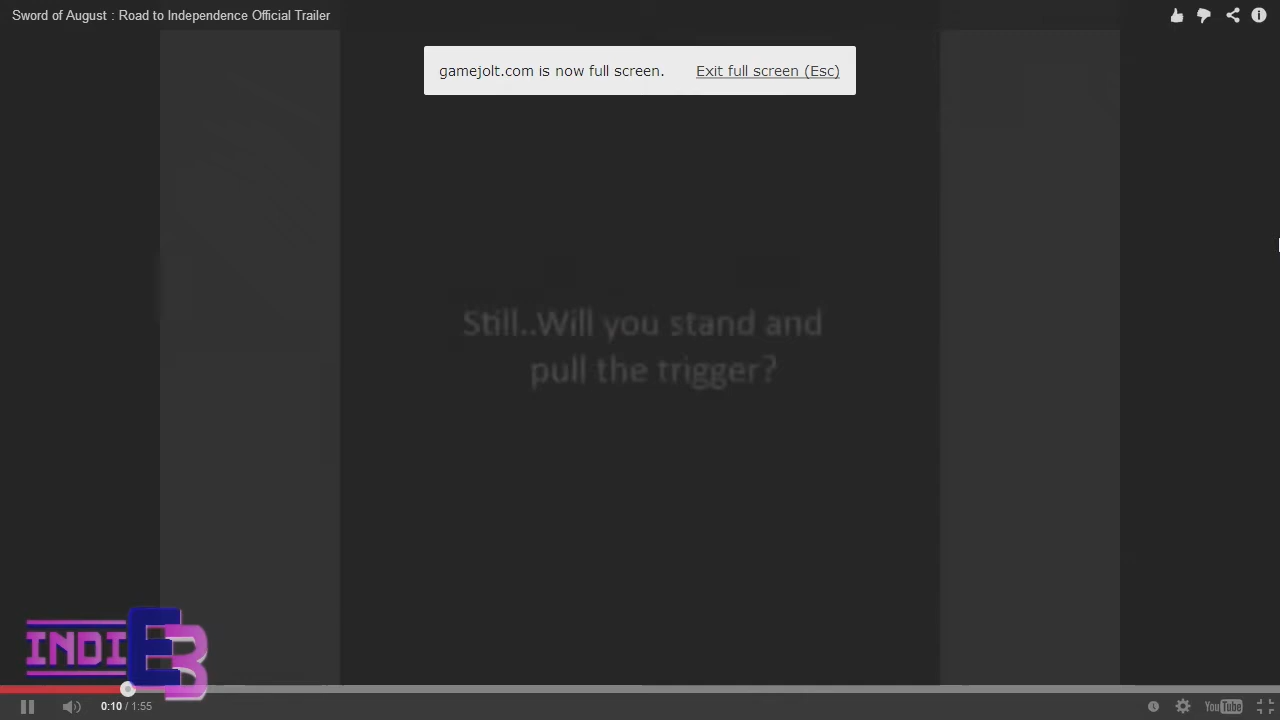 Sword of August : Road to Independence Official Trailer
gamejolt.com is now full screen. Exit full screen (Esc)
Still..Will you stand and
pull the trigger?
INDIE3
0:10 / 1:55
YouTube